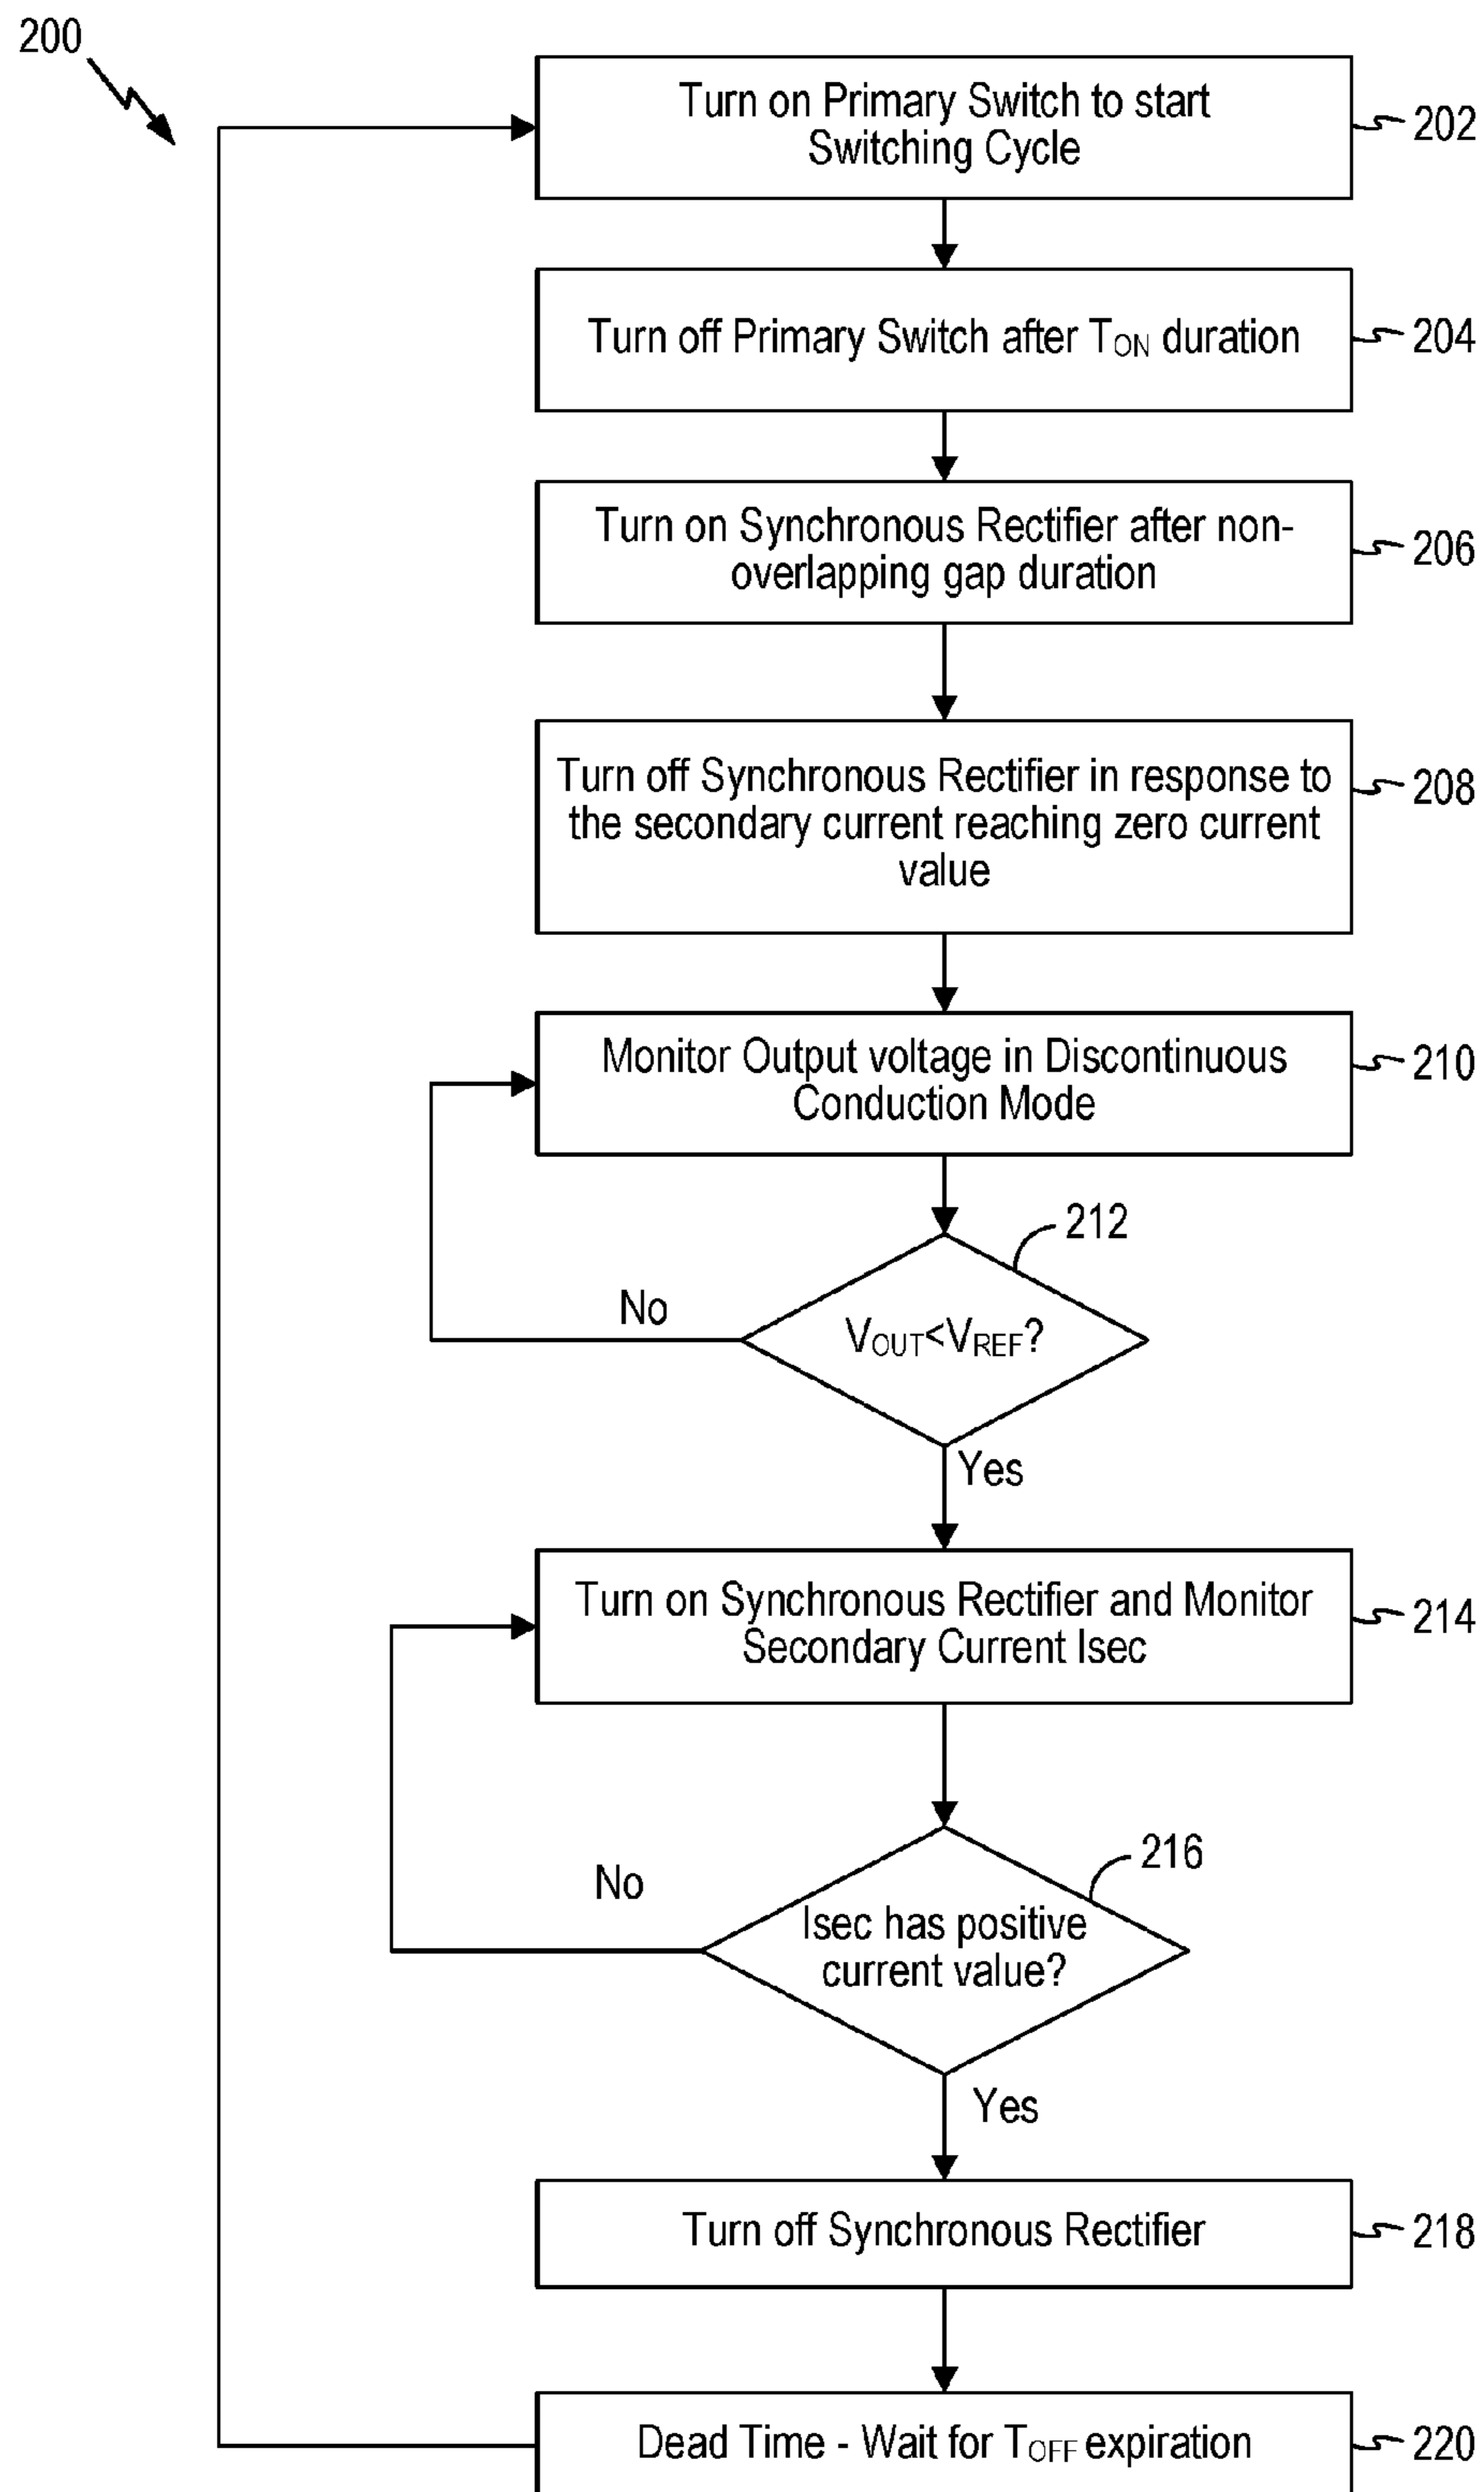 200
Turn on Primary Switch to start
Switching Cycle
202
Turn off Primary Switch after TON duration
204
Turn on Synchronous Rectifier after non-
overlapping gap duration
206
Turn off Synchronous Rectifier in response to
the secondary current reaching zero current
value
208
Monitor Output voltage in Discontinuous
Conduction Mode
210
212
VOUT<VREF?
No
Yes
Turn on Synchronous Rectifier and Monitor
Secondary Current Isec
214
216
Isec has positive
current value?
No
Yes
Turn off Synchronous Rectifier
218
Dead Time - Wait for TOFF expiration
220